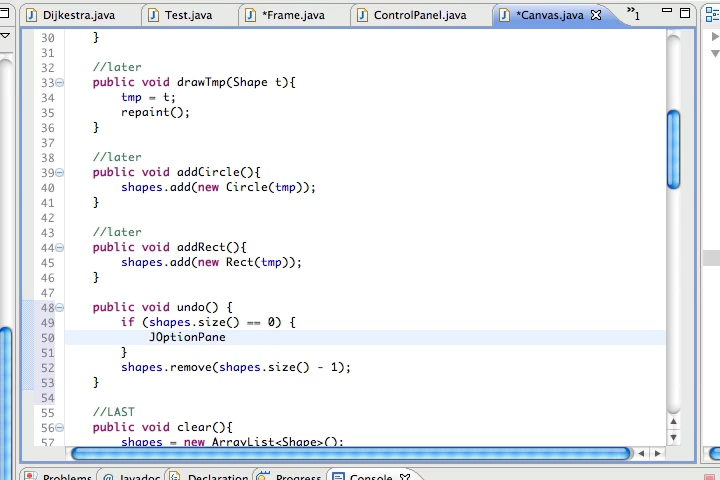 Dijkestra.java Test.java *Frame.java ControlPanel.java *Canvas.java »1
30 }
31
32 //later
33 public void drawTmp(Shape t){
34 tmp = t;
35 repaint();
36 }
37
38 //later
39 public void addCircle(){
40 shapes.add(new Circle(tmp));
41 }
42
43 //later
44 public void addRect(){
45 shapes.add(new Rect(tmp));
46 }
47
48 public void undo() {
49 if (shapes.size() == 0) {
50 JOptionPane
51 }
52 shapes.remove(shapes.size() - 1);
53 }
54
55 //LAST
56 public void clear(){
57 shapes = new ArrayList<Shape>();
Problems @ Javadoc Declaration Progress Console